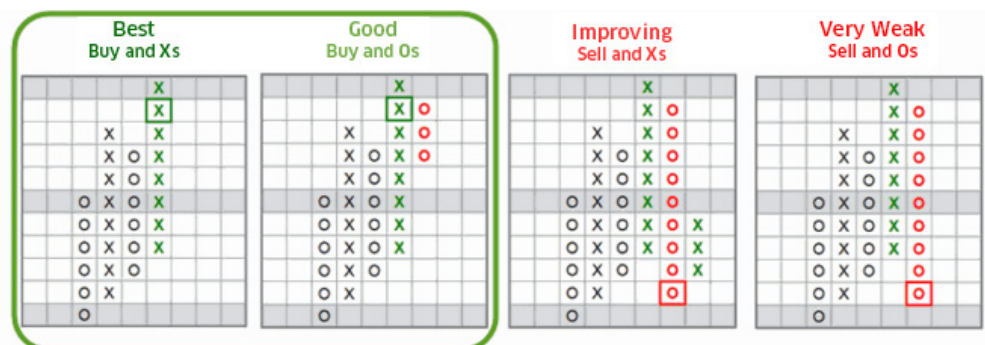 Best
Buy and Xs
Good
Buy and Os
Improving
Sell and Xs
Very Weak
Sell and Os